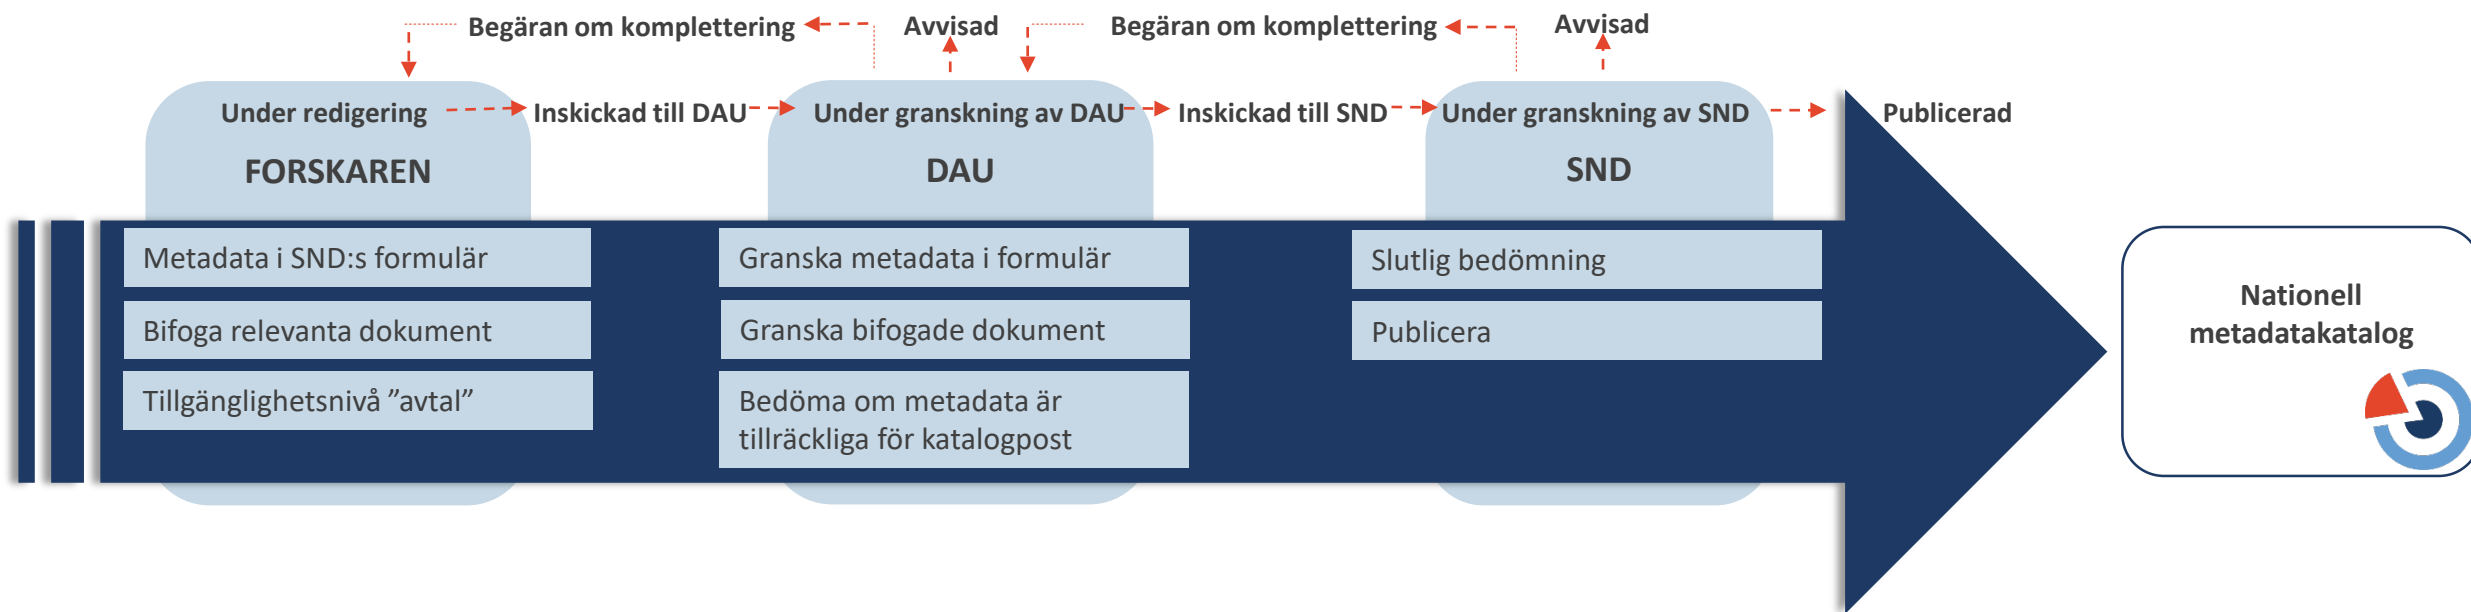 Begäran om komplettering
Avvisad
Begäran om komplettering
Avvisad
Under redigering
Inskickad till DAU
Under granskning av DAU
Inskickad till SND
Under granskning av SND
Publicerad
FORSKAREN
DAU
SND
Metadata i SND:s formulär
Bifoga relevanta dokument
Tillgänglighetsnivå ”avtal”
Granska metadata i formulär
Granska bifogade dokument
Bedöma om metadata är
tillräckliga för katalogpost
Slutlig bedömning
Publicera
Nationell
metadatakatalog